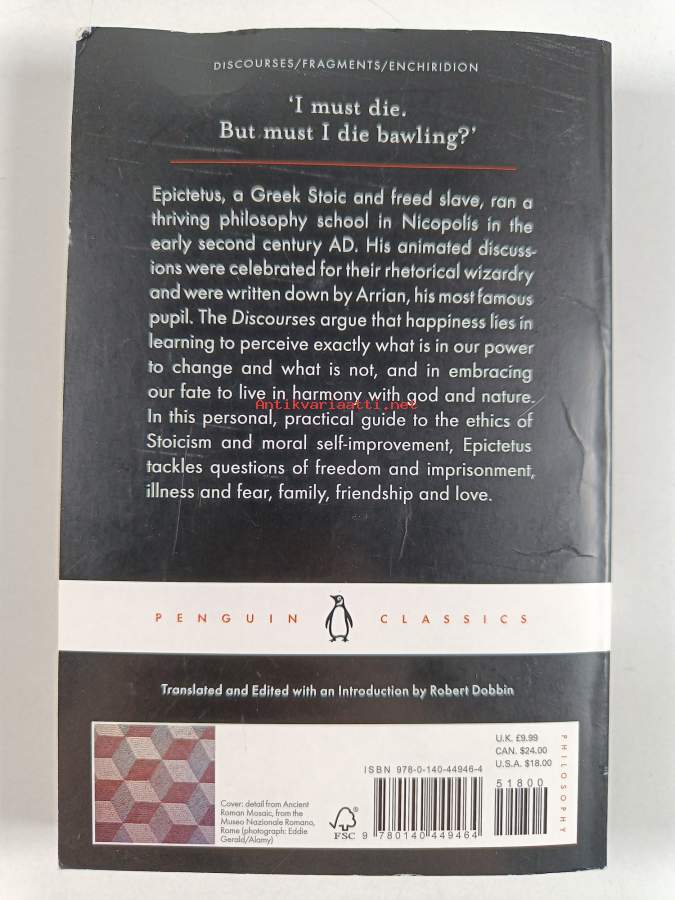 DISCOURSES/FRAGMENTS/ENCHIRIDION
‘I must die.
But must I die bawling?’
Epictetus, a Greek Stoic and freed slave, ran a
thriving philosophy school in Nicopolis in the
early second century AD. His animated discuss-
ions were celebrated for their rhetorical wizardry
and were written down by Arrian, his most famous
pupil. The Discourses argue that happiness lies in
learning to perceive exactly what is in our power
to change and what is not, and in embracing
our fate to live in harmony with god and nature.
Antikvariaatti.net
In this personal, practical guide to the ethics of
Stoicism and moral self-improvement, Epictetus
tackles questions of freedom and imprisonment,
illness and fear, family, friendship and love.
PENGUIN CLASSICS
Translated and Edited with an Introduction by Robert Dobbin
Cover: detail from Ancient
Roman Mosaic, from the
Museo Nazionale Romano,
Rome (photograph: Eddie
Gerald/Alamy)
FSC
ISBN 978-0-140-44946-4
9 780140 449464
U.K. £9.99
CAN. $24.00
U.S.A. $18.00
51800
PHILOSOPHY